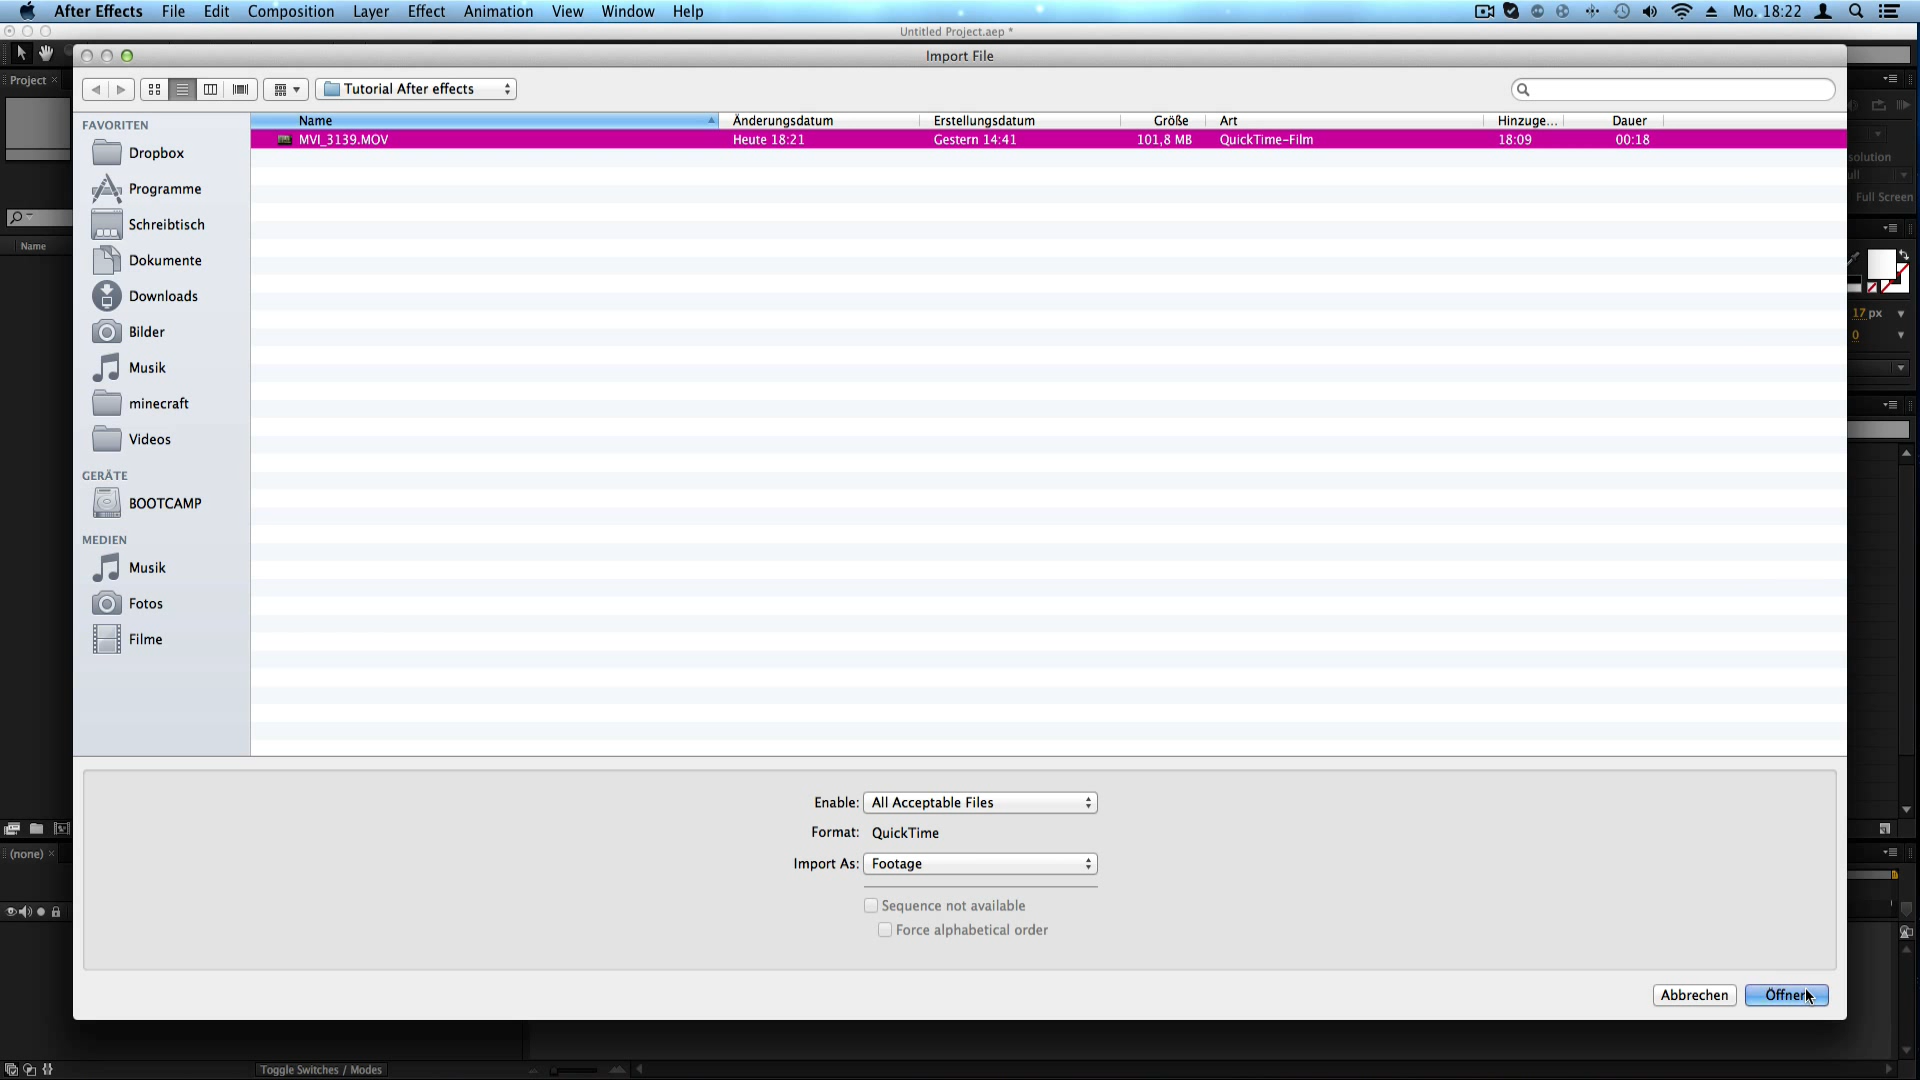 After Effects File Edit Composition Layer Effect Animation View Window Help Mo. 18:22
Untitled Project.aep *
Import File
Project
Tutorial After effects
FAVORITEN
Name Änderungsdatum Erstellungsdatum Größe Art Hinzuge... Dauer
MVI_3139.MOV Heute 18:21 Gestern 14:41 101,8 MB QuickTime-Film 18:09 00:18
Dropbox
Programme
Schreibtisch
Dokumente
Downloads
Bilder
Musik
minecraft
Videos
GERÄTE
BOOTCAMP
MEDIEN
Musik
Fotos
Filme
solution
ull
Full Screen
Name
17 px
0
Enable: All Acceptable Files
Format: QuickTime
Import As: Footage
Sequence not available
Force alphabetical order
(none)
Abbrechen Öffnen
Toggle Switches / Modes